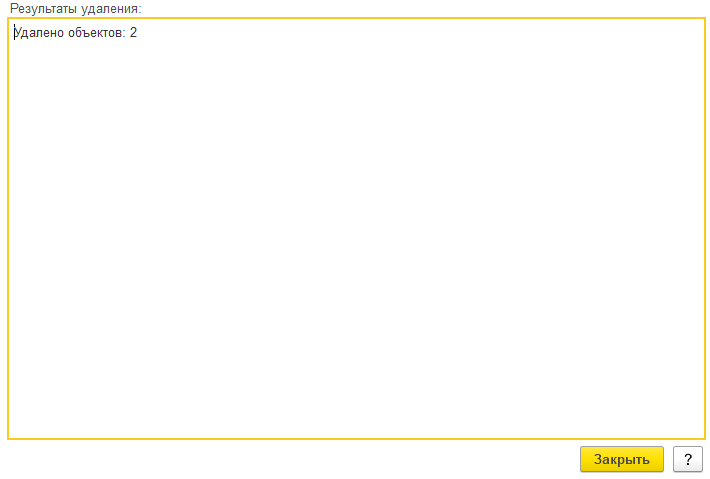 Результаты удаления:
Удалено объектов: 2
Закрыть
?